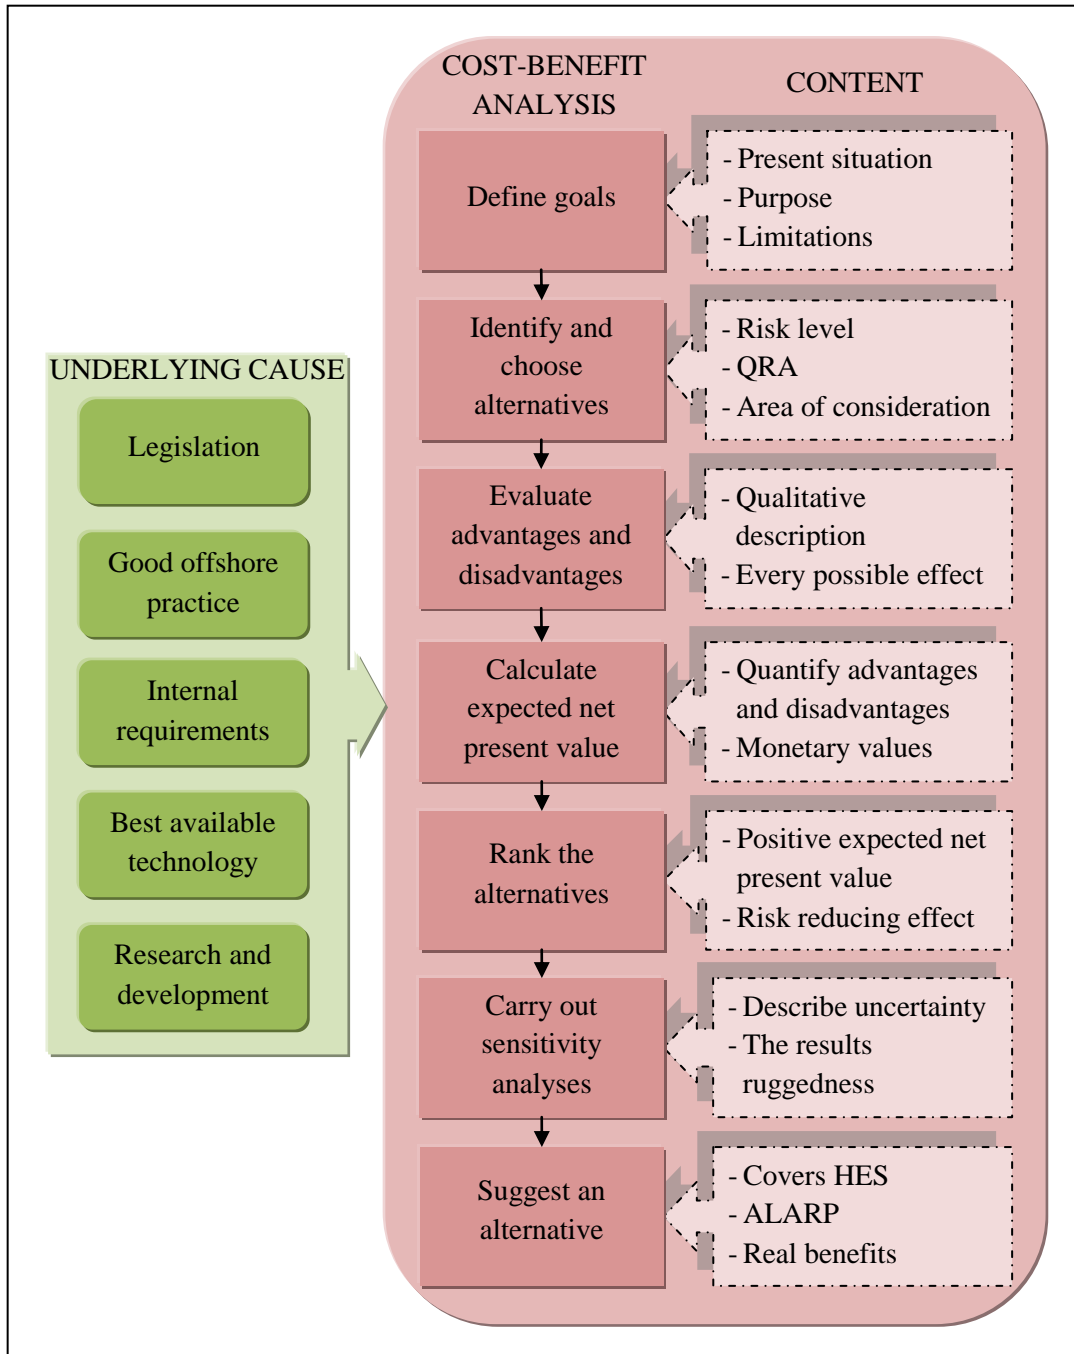 UNDERLYING CAUSE
Legislation
Good offshore
practice
Internal
requirements
Best available
technology
Research and
development
COST-BENEFIT
ANALYSIS
CONTENT
Define goals
- Present situation
- Purpose
- Limitations
Identify and
choose
alternatives
- Risk level
- QRA
- Area of consideration
Evaluate
advantages and
disadvantages
- Qualitative
description
- Every possible effect
Calculate
expected net
present value
- Quantify advantages
and disadvantages
- Monetary values
Rank the
alternatives
- Positive expected net
present value
- Risk reducing effect
Carry out
sensitivity
analyses
- Describe uncertainty
- The results
ruggedness
Suggest an
alternative
- Covers HES
- ALARP
- Real benefits